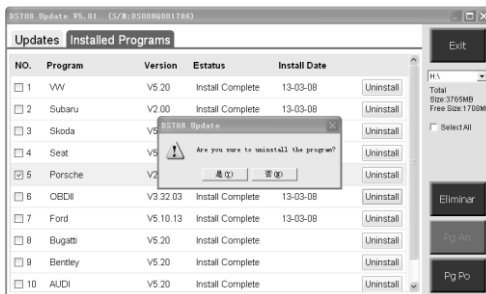 DS708 Update V5.01 (S/N:DS080Q001786)
Updates Installed Programs
Exit
NO. Program Version Estatus Install Date
1 VW V5.20 Install Complete 13-03-08 Uninstall
2 Subaru V2.00 Install Complete 13-03-08 Uninstall
3 Skoda V5 Uninstall
4 Seat V5 Uninstall
5 Porsche V2 Uninstall
6 OBDII V3.32.03 Install Complete 13-03-08 Uninstall
7 Ford V5.10.13 Install Complete 13-03-08 Uninstall
8 Bugatti V5.20 Install Complete Uninstall
9 Bentley V5.20 Install Complete Uninstall
10 AUDI V5.20 Install Complete Uninstall
DS708 Update
Are you sure to uninstall the program?
是(Y) 否(N)
H:\
Total
Size:3765MB
Free Size:1708M
SelectAll
Eliminar
Pg An
Pg Po